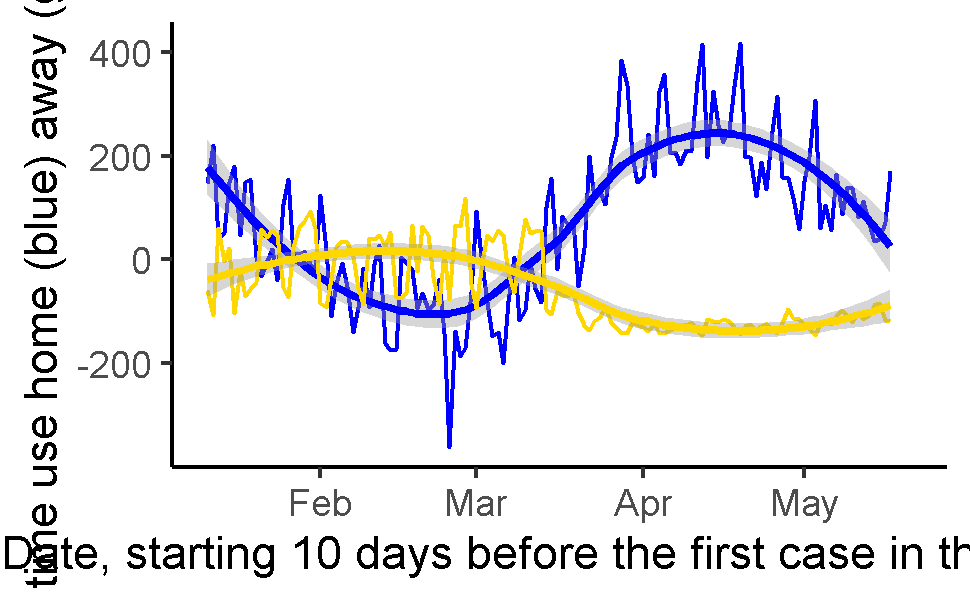 time use home (blue) away (
400
200
0
-200
Feb Mar Apr May
Date, starting 10 days before the first case in th